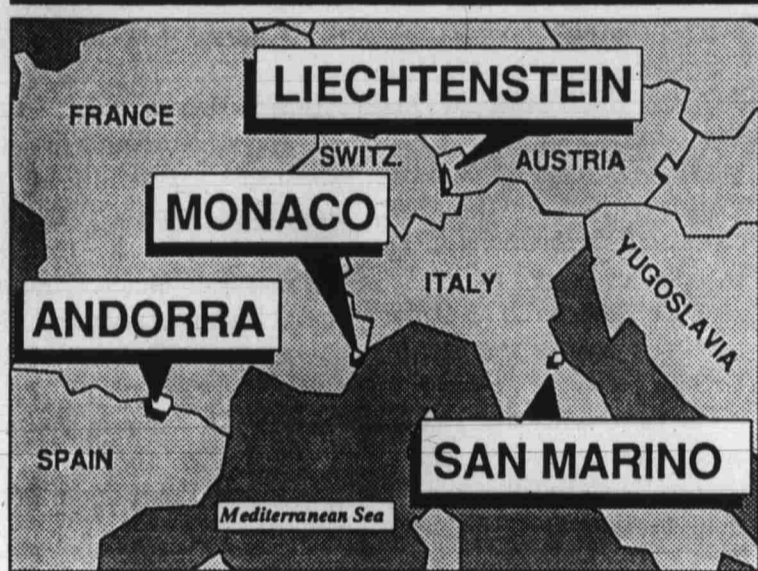 LIECHTENSTEIN
FRANCE
SWITZ.
AUSTRIA
MONACO
ITALY
YUGOSLAVIA
ANDORRA
SPAIN
SAN MARINO
Mediterranean Sea